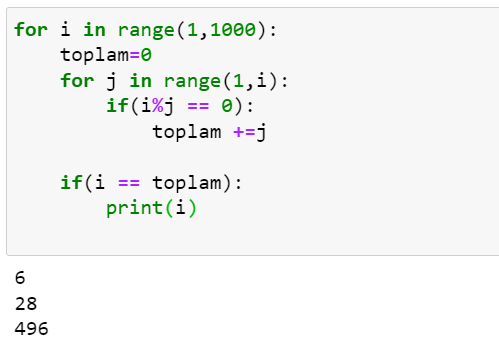 for i in range(1,1000):
    toplam=0
    for j in range(1,i):
        if(i%j == 0):
            toplam +=j
    if(i == toplam):
        print(i)
6
28
496